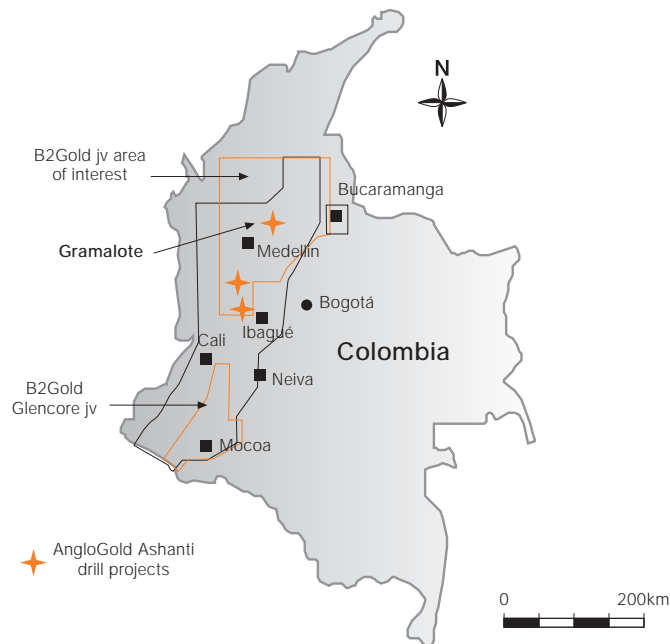 N
B2Gold jv area
of interest
Bucaramanga
Gramalote
Medellin
Bogotá
Ibagué
Cali
Colombia
B2Gold
Glencore jv
Neiva
Mocoa
AngloGold Ashanti
drill projects
0
200km